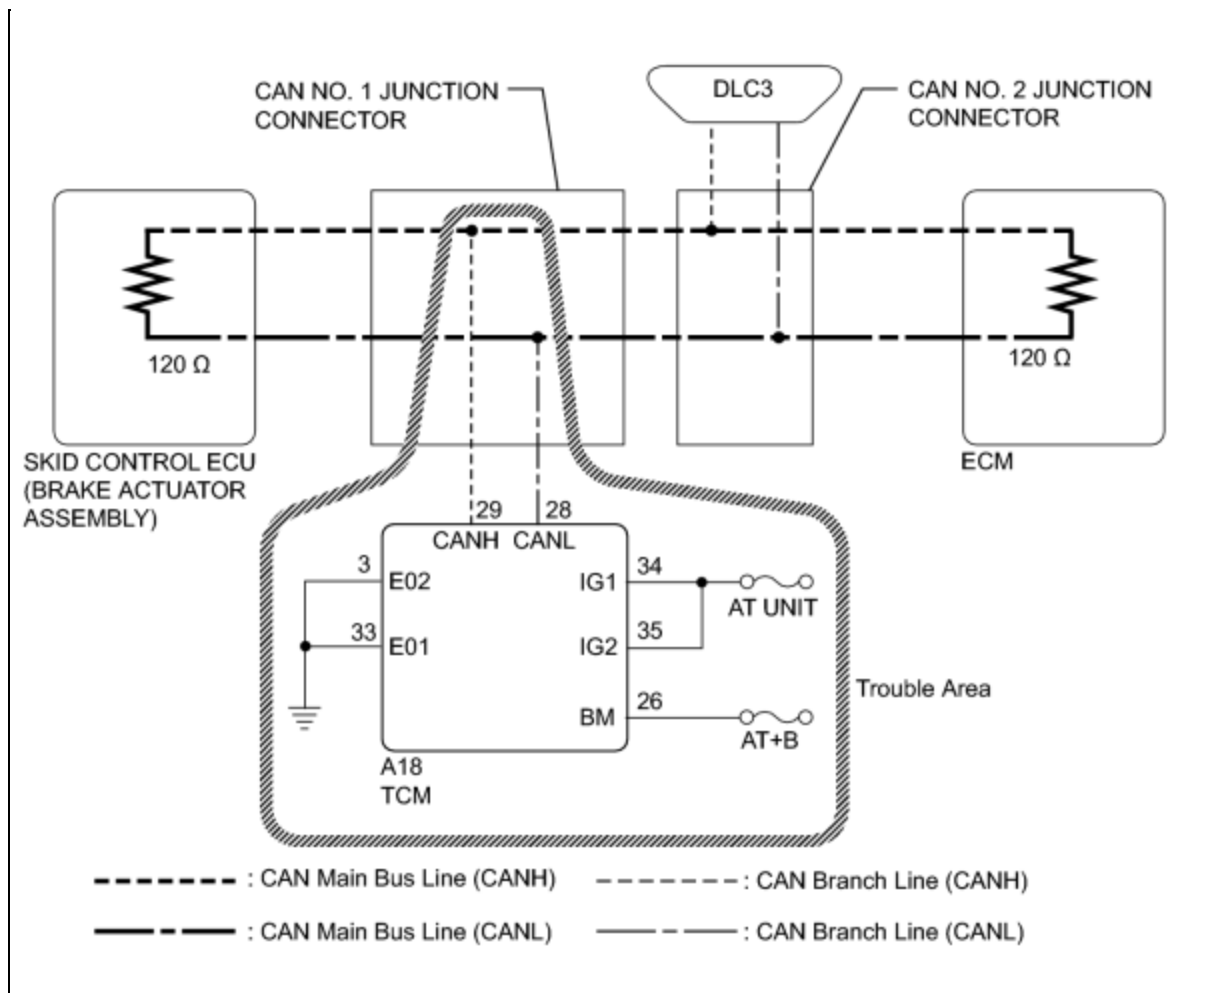 DLC3
CAN NO. 1 JUNCTION
CONNECTOR
CAN NO. 2 JUNCTION
CONNECTOR
120 Ω
120 Ω
SKID CONTROL ECU
(BRAKE ACTUATOR
ASSEMBLY)
ECM
29
28
CANH
CANL
3
E02
IG1
34
AT UNIT
33
E01
IG2
35
BM
26
AT+B
Trouble Area
A18
TCM
: CAN Main Bus Line (CANH)
: CAN Branch Line (CANH)
: CAN Main Bus Line (CANL)
: CAN Branch Line (CANL)